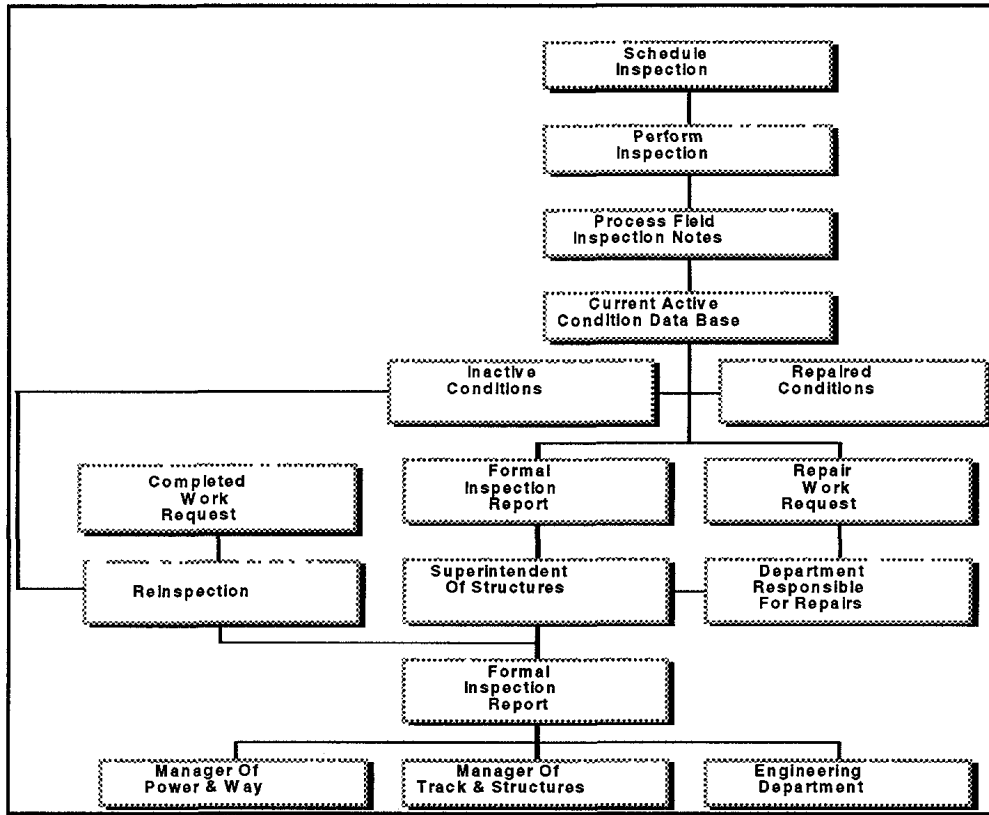 Schedule
Inspection
Perform
Inspection
Process Field
Inspection Notes
Current Active
Condition Data Base
Inactive
Conditions
Repaired
Conditions
Completed
Work
Request
Formal
Inspection
Report
Repair
Work
Request
Reinspection
Superintendent
Of Structures
Department
Responsible
For Repairs
Formal
Inspection
Report
Manager Of
Power & Way
Manager Of
Track & Structures
Engineering
Department